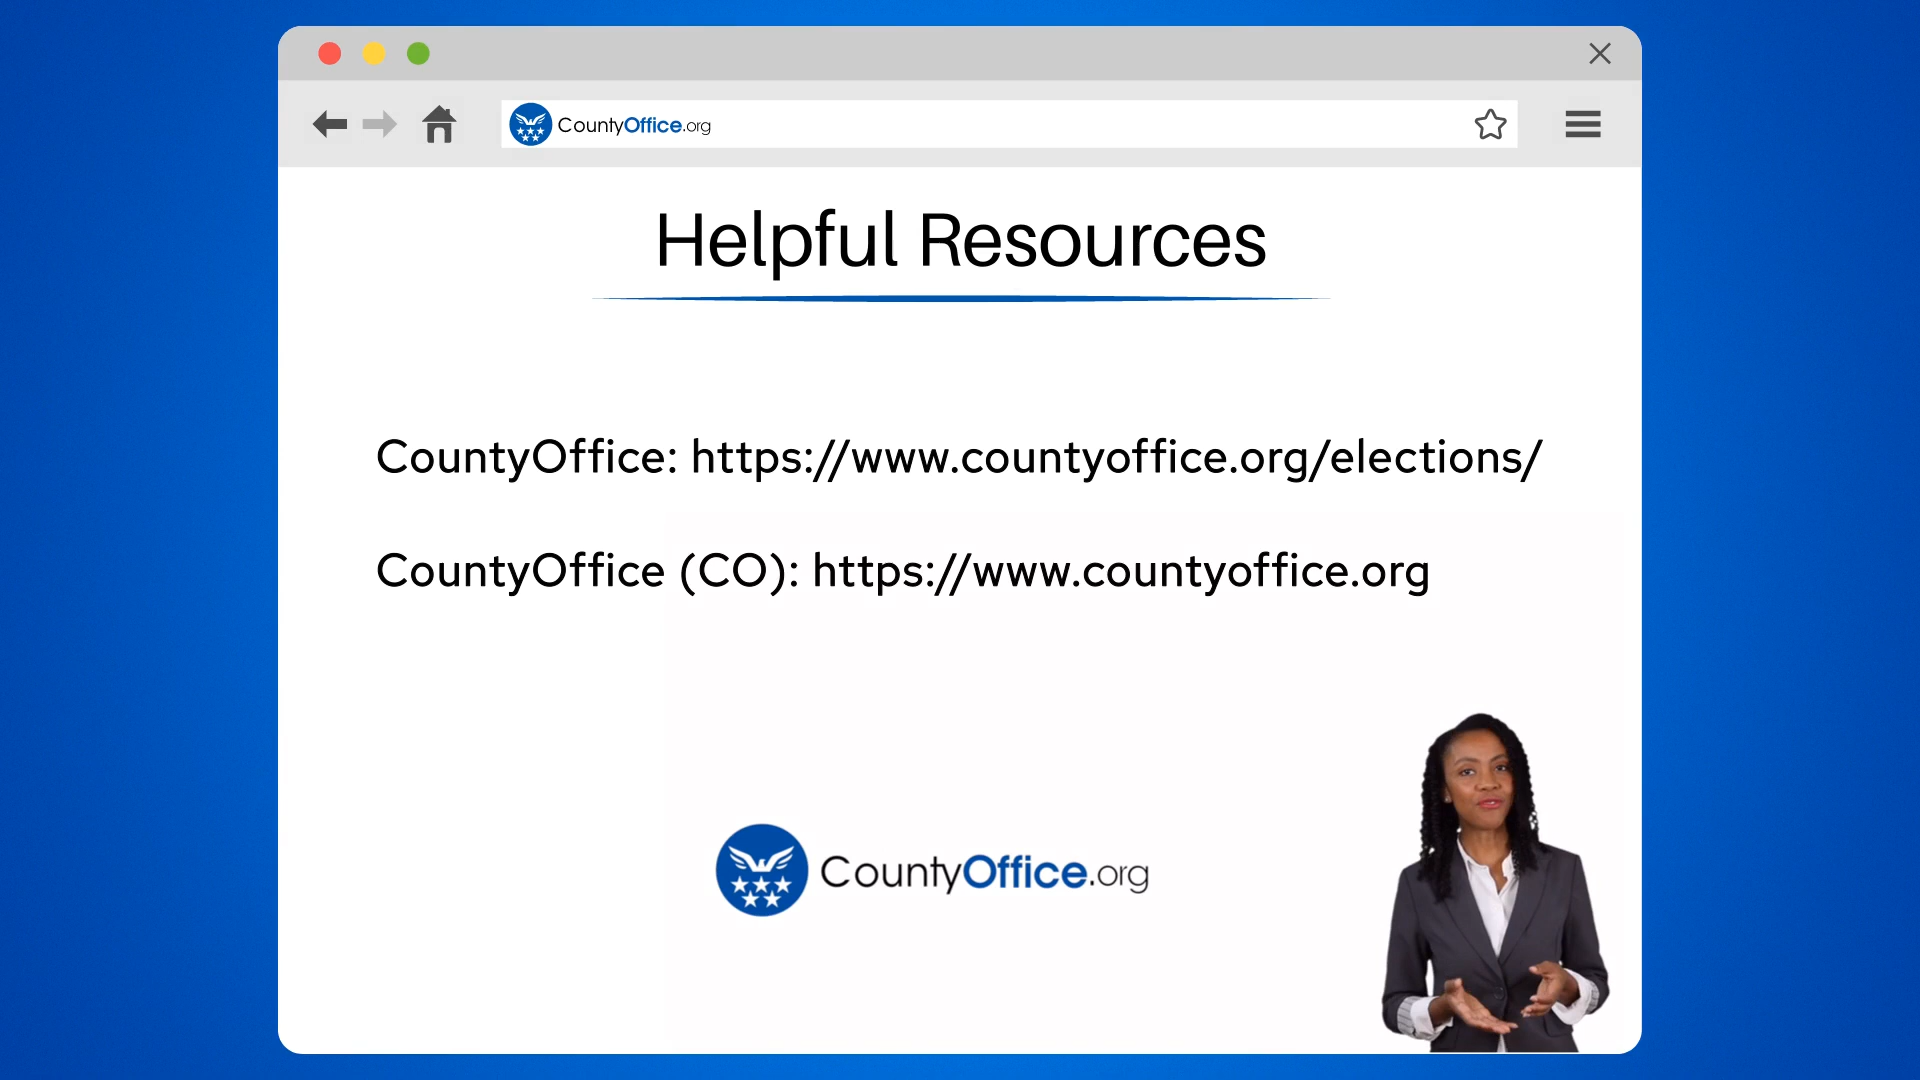 CountyOffice.org
Helpful Resources
CountyOffice: https://www.countyoffice.org/elections/
CountyOffice (CO): https://www.countyoffice.org
CountyOffice.org